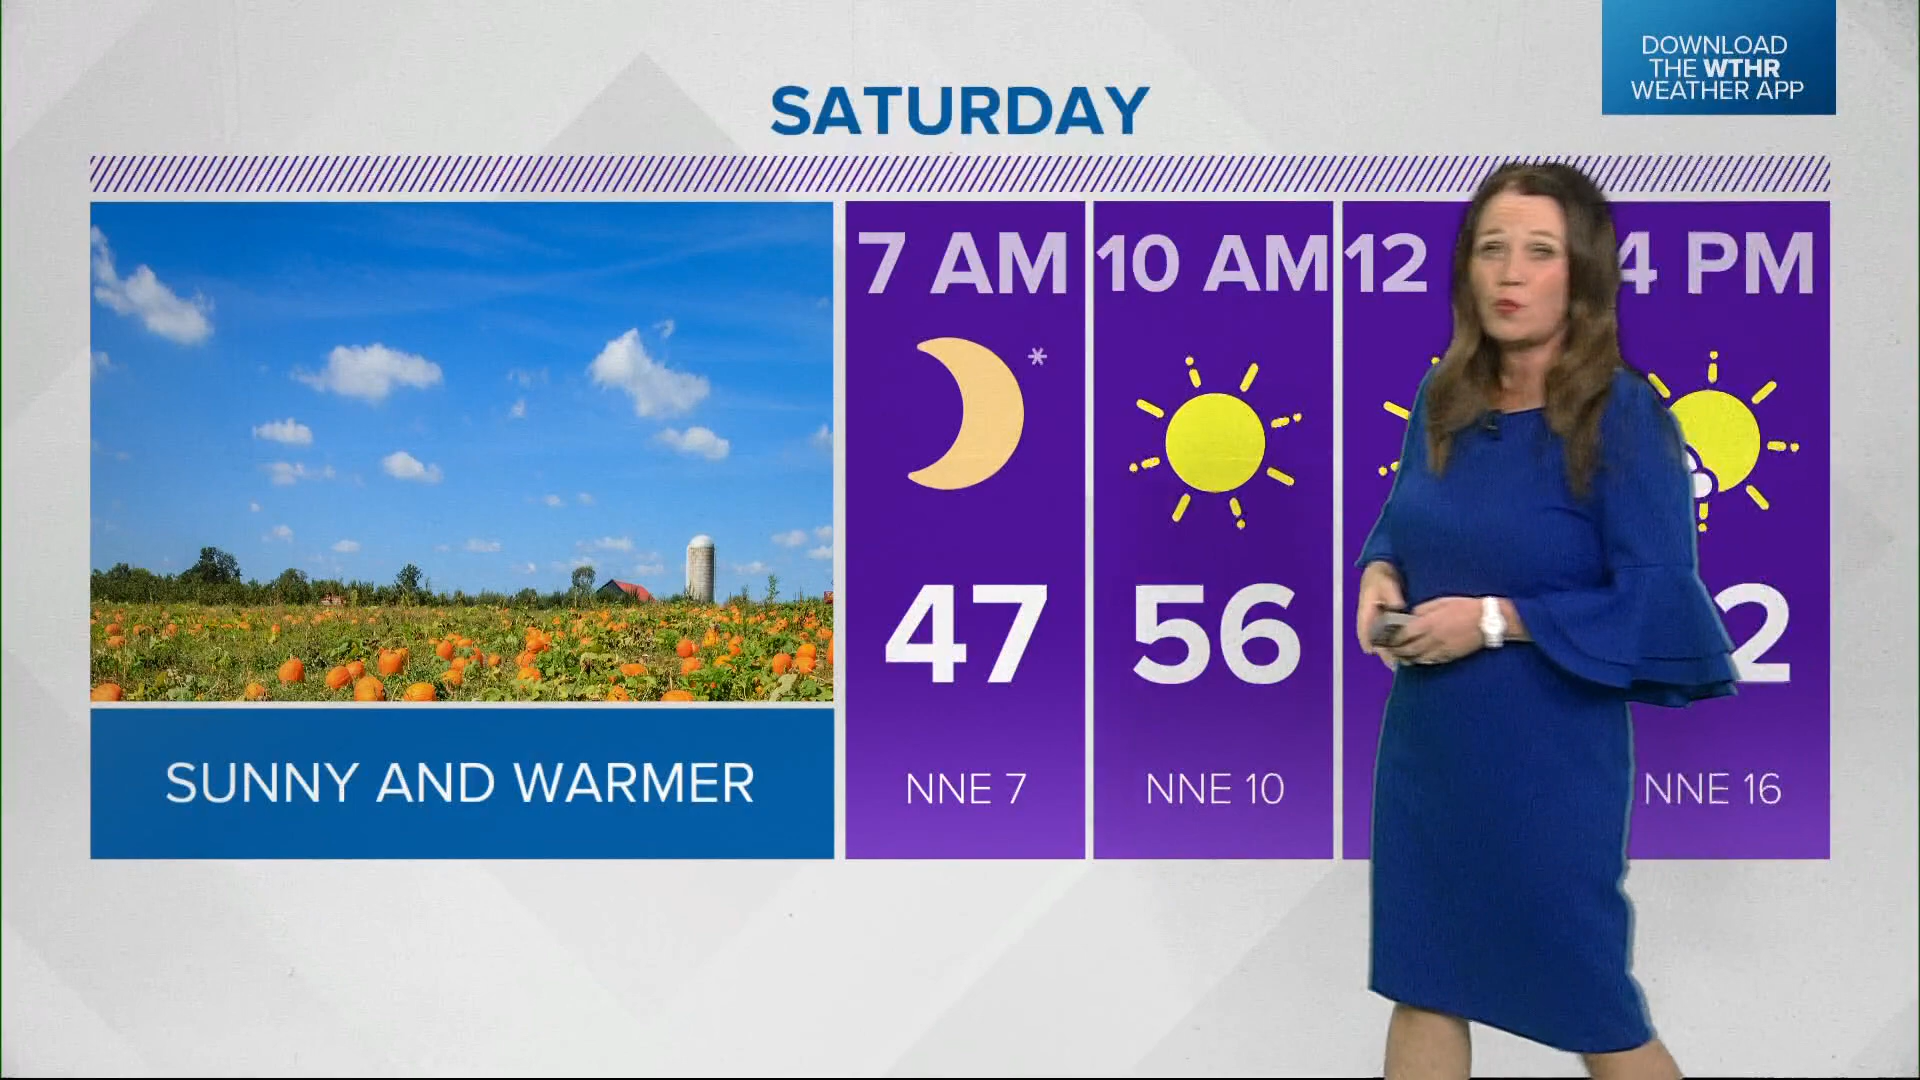 DOWNLOAD
THE WTHR
WEATHER APP
SATURDAY
7 AM
10 AM
12
4 PM
47
56
2
NNE 7
NNE 10
NNE 16
SUNNY AND WARMER